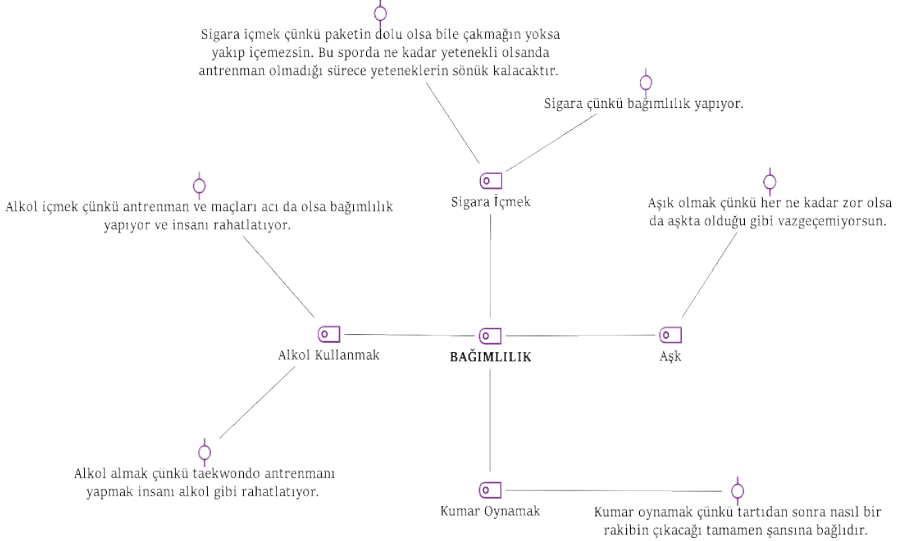 Sigara içmek çünkü paketin dolu olsa bile çakmağın yoksa
yakıp içemezsin. Bu sporda ne kadar yetenekli olsanda
antrenman olmadığı sürece yeteneklerin sönük kalacaktır.
Sigara çünkü bağımlılık yapıyor.
Sigara İçmek
Alkol içmek çünkü antrenman ve maçları acı da olsa bağımlılık
yapıyor ve insanı rahatlatıyor.
Aşık olmak çünkü her ne kadar zor olsa
da aşkta olduğu gibi vazgeçemiyorsun.
Alkol Kullanmak
BAĞIMLILIK
Aşk
Alkol almak çünkü taekwondo antrenmanı
yapmak insanı alkol gibi rahatlatıyor.
Kumar Oynamak
Kumar oynamak çünkü tartıdan sonra nasıl bir
rakibin çıkacağı tamamen şansına bağlıdır.